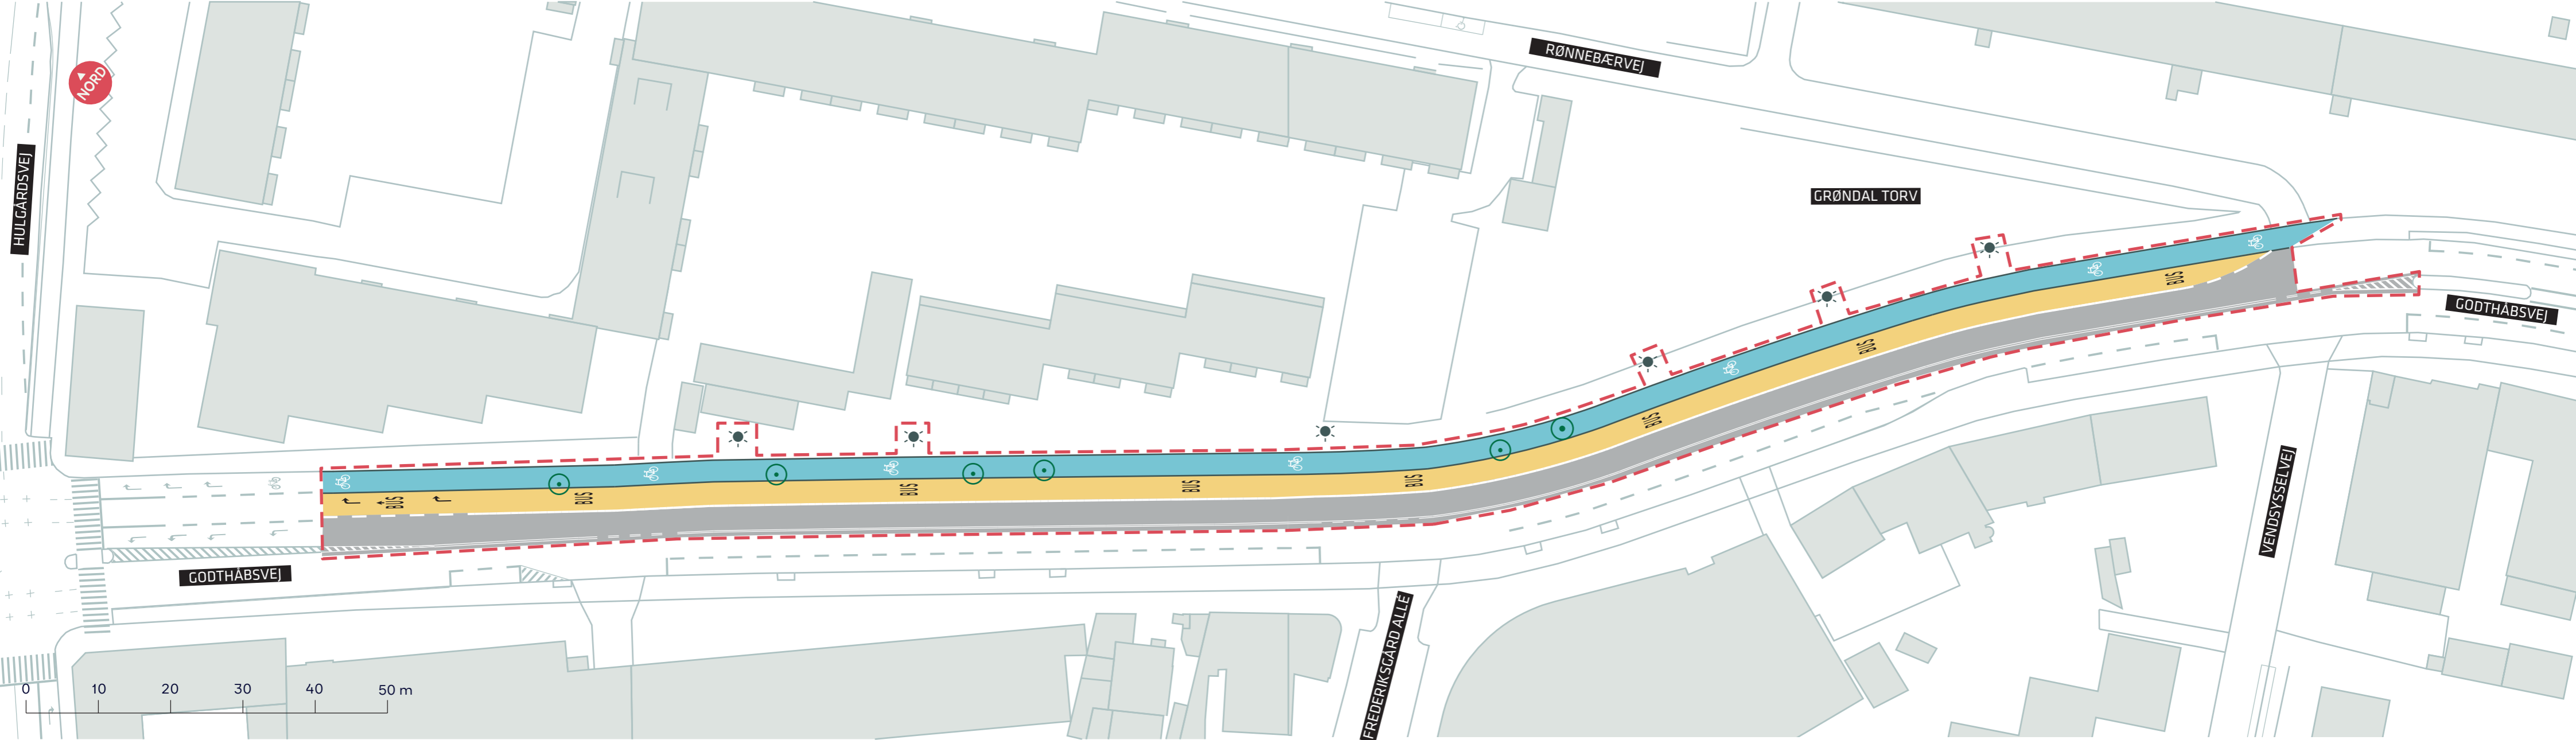 RØNNEBÆRVEJ
NORD
HULGÅRDSVEJ
GRØNDAL TORV
GODTHÅBSVEJ
BUS
BUS
BUS
BUS
BUS
BUS
BUS
BUS
GODTHÅBSVEJ
VENDSYSSELVEJ
FREDERIKSGÅRD ALLÉ
0 10 20 30 40 50 m